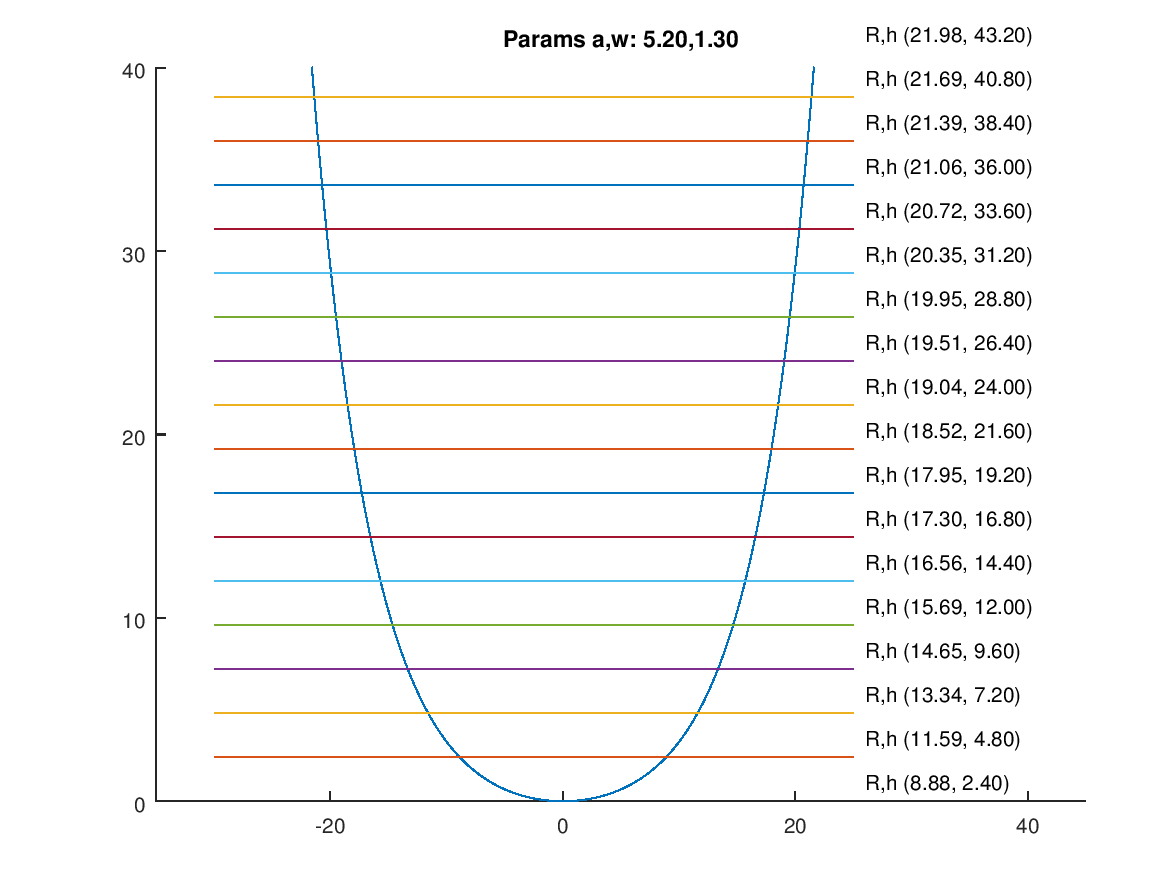 Params a,w: 5.20,1.30
R,h (21.98, 43.20)
R,h (21.69, 40.80)
R,h (21.39, 38.40)
R,h (21.06, 36.00)
R,h (20.72, 33.60)
R,h (20.35, 31.20)
R,h (19.95, 28.80)
R,h (19.51, 26.40)
R,h (19.04, 24.00)
R,h (18.52, 21.60)
R,h (17.95, 19.20)
R,h (17.30, 16.80)
R,h (16.56, 14.40)
R,h (15.69, 12.00)
R,h (14.65, 9.60)
R,h (13.34, 7.20)
R,h (11.59, 4.80)
R,h (8.88, 2.40)
40
30
20
10
0
-20 0 20 40